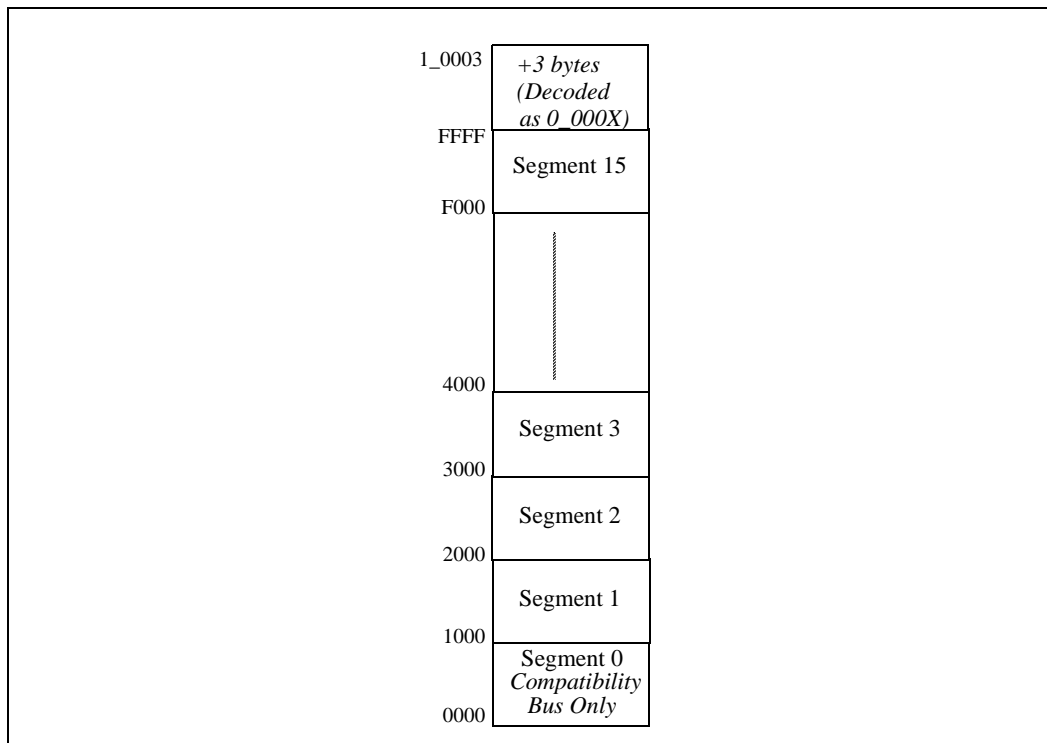 1_0003
+3 bytes
(Decoded
as 0_000X)
FFFF
Segment 15
F000
4000
Segment 3
3000
Segment 2
2000
Segment 1
1000
Segment 0
Compatibility
Bus Only
0000